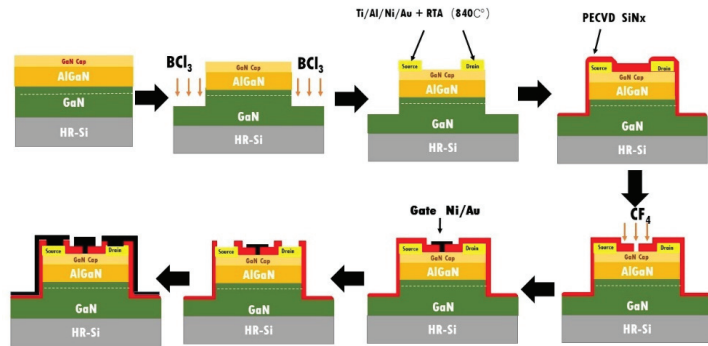 GaN Cap
AlGaN
GaN
HR-Si
BCl3
BCl3
GaN Cap
AlGaN
GaN
HR-Si
Ti/Al/Ni/Au + RTA (840C°)
Source
Drain
GaN Cap
AlGaN
GaN
HR-Si
PECVD SiNx
Source
Drain
GaN Cap
AlGaN
GaN
HR-Si
Source
Drain
GaN Cap
AlGaN
GaN
HR-Si
Source
Drain
GaN Cap
AlGaN
GaN
HR-Si
Gate Ni/Au
Source
Drain
GaN Cap
AlGaN
GaN
HR-Si
CF4
Source
Drain
GaN Cap
AlGaN
GaN
HR-Si